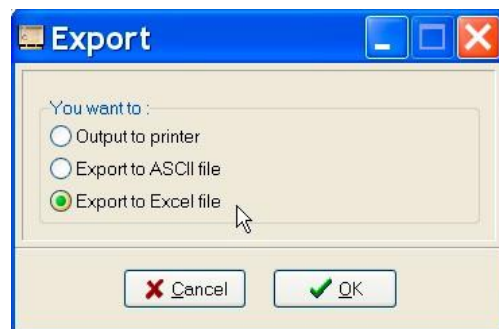 Export
You want to :
Output to printer
Export to ASCII file
Export to Excel file
Cancel
OK